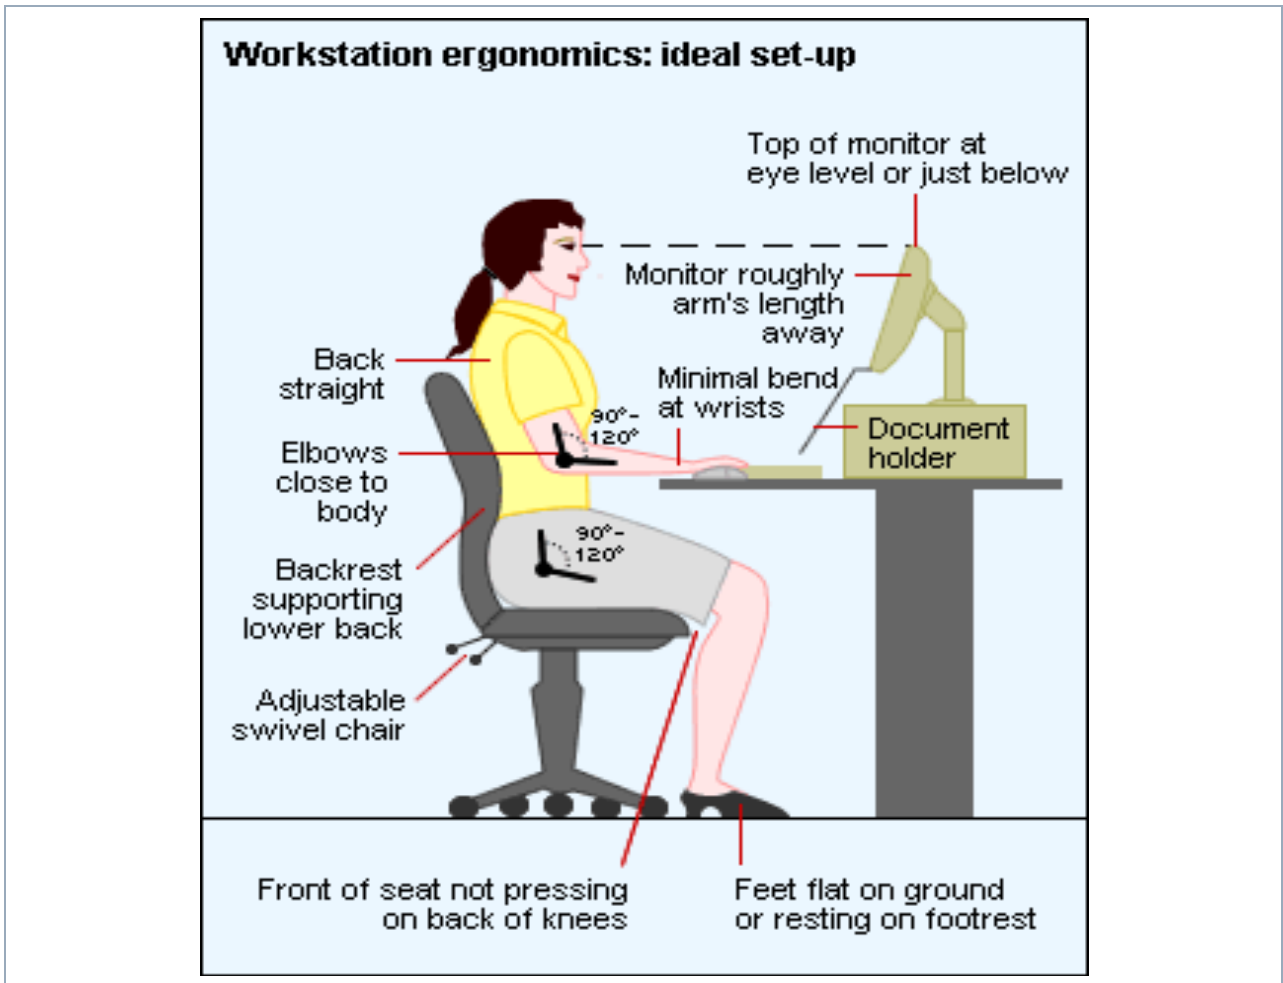 Workstation ergonomics: ideal set-up
Top of monitor at
eye level or just below
Monitor roughly
arm's length
away
Back
straight
Minimal bend
at wrists
90°-
120°
Document
holder
Elbows
close to
body
90°-
120°
Backrest
supporting
lower back
Adjustable
swivel chair
Front of seat not pressing
on back of knees
Feet flat on ground
or resting on footrest